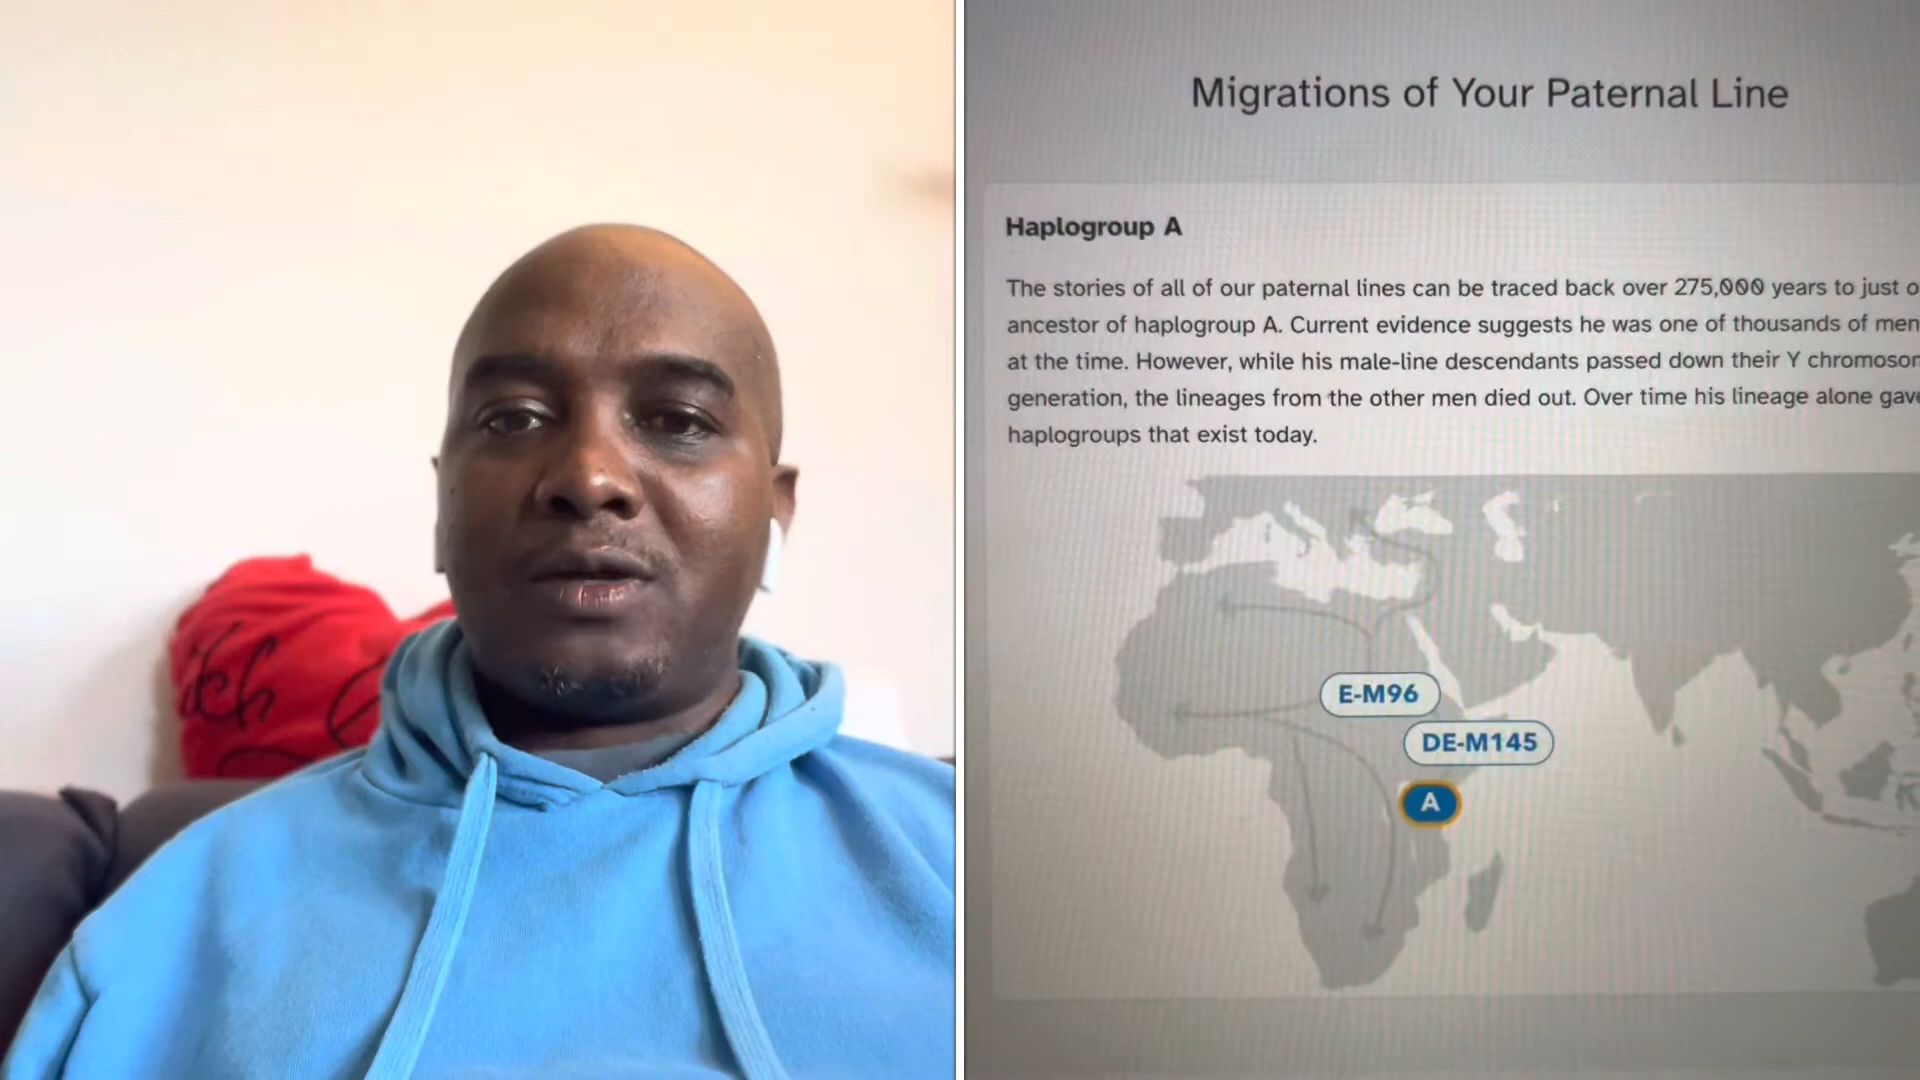 Migrations of Your Paternal Line
Haplogroup A
The stories of all of our paternal lines can be traced back over 275,000 years to just
ancestor of haplogroup A. Current evidence suggests he was one of thousands of men
at the time. However, while his male-line descendants passed down their Y
generation, the lineages from the other men died out. Over time his lineage alone
haplogroups that exist today.
E-M96
DE-M145
A